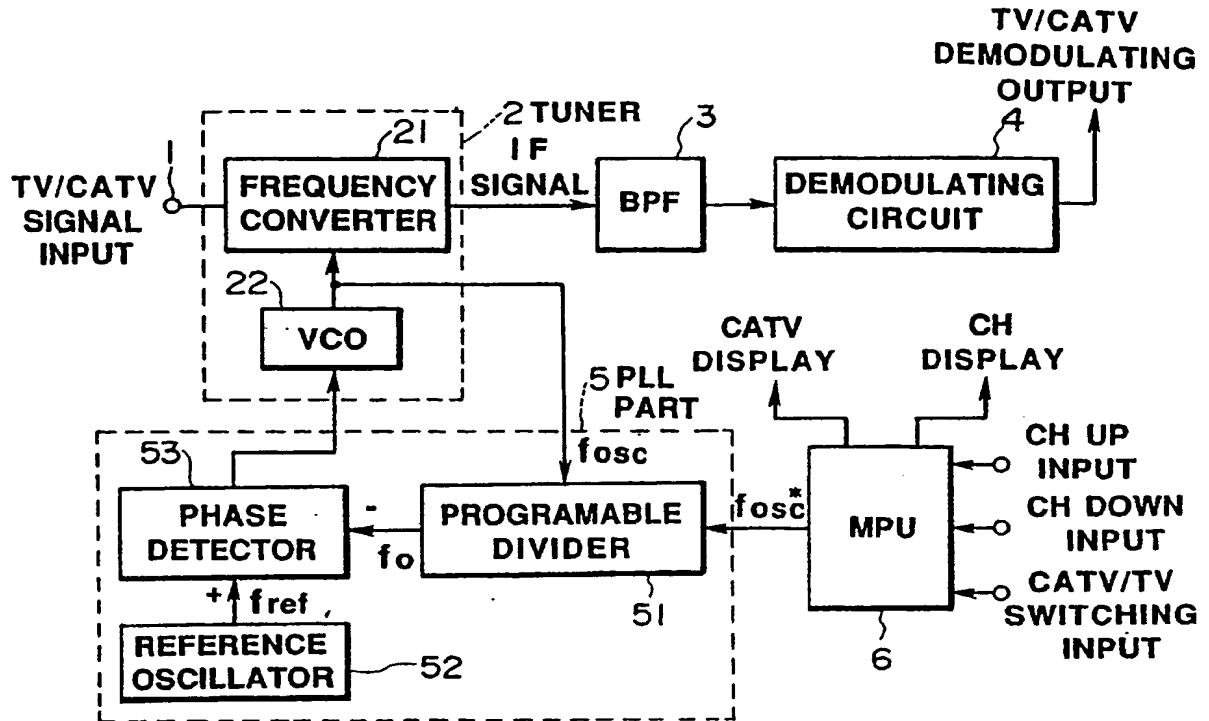 TV/CATV
DEMODULATING
OUTPUT
2 TUNER
21
3
4
1
IF
SIGNAL
TV/CATV
SIGNAL
INPUT
FREQUENCY
CONVERTER
BPF
DEMODULATING
CIRCUIT
22
VCO
CATV
DISPLAY
CH
DISPLAY
5 PLL
PART
53
fosc
CH UP
INPUT
PHASE
DETECTOR
-
fo
PROGRAMABLE
DIVIDER
fosc*
MPU
CH DOWN
INPUT
+
fref
51
CATV/TV
SWITCHING
INPUT
6
REFERENCE
OSCILLATOR
52